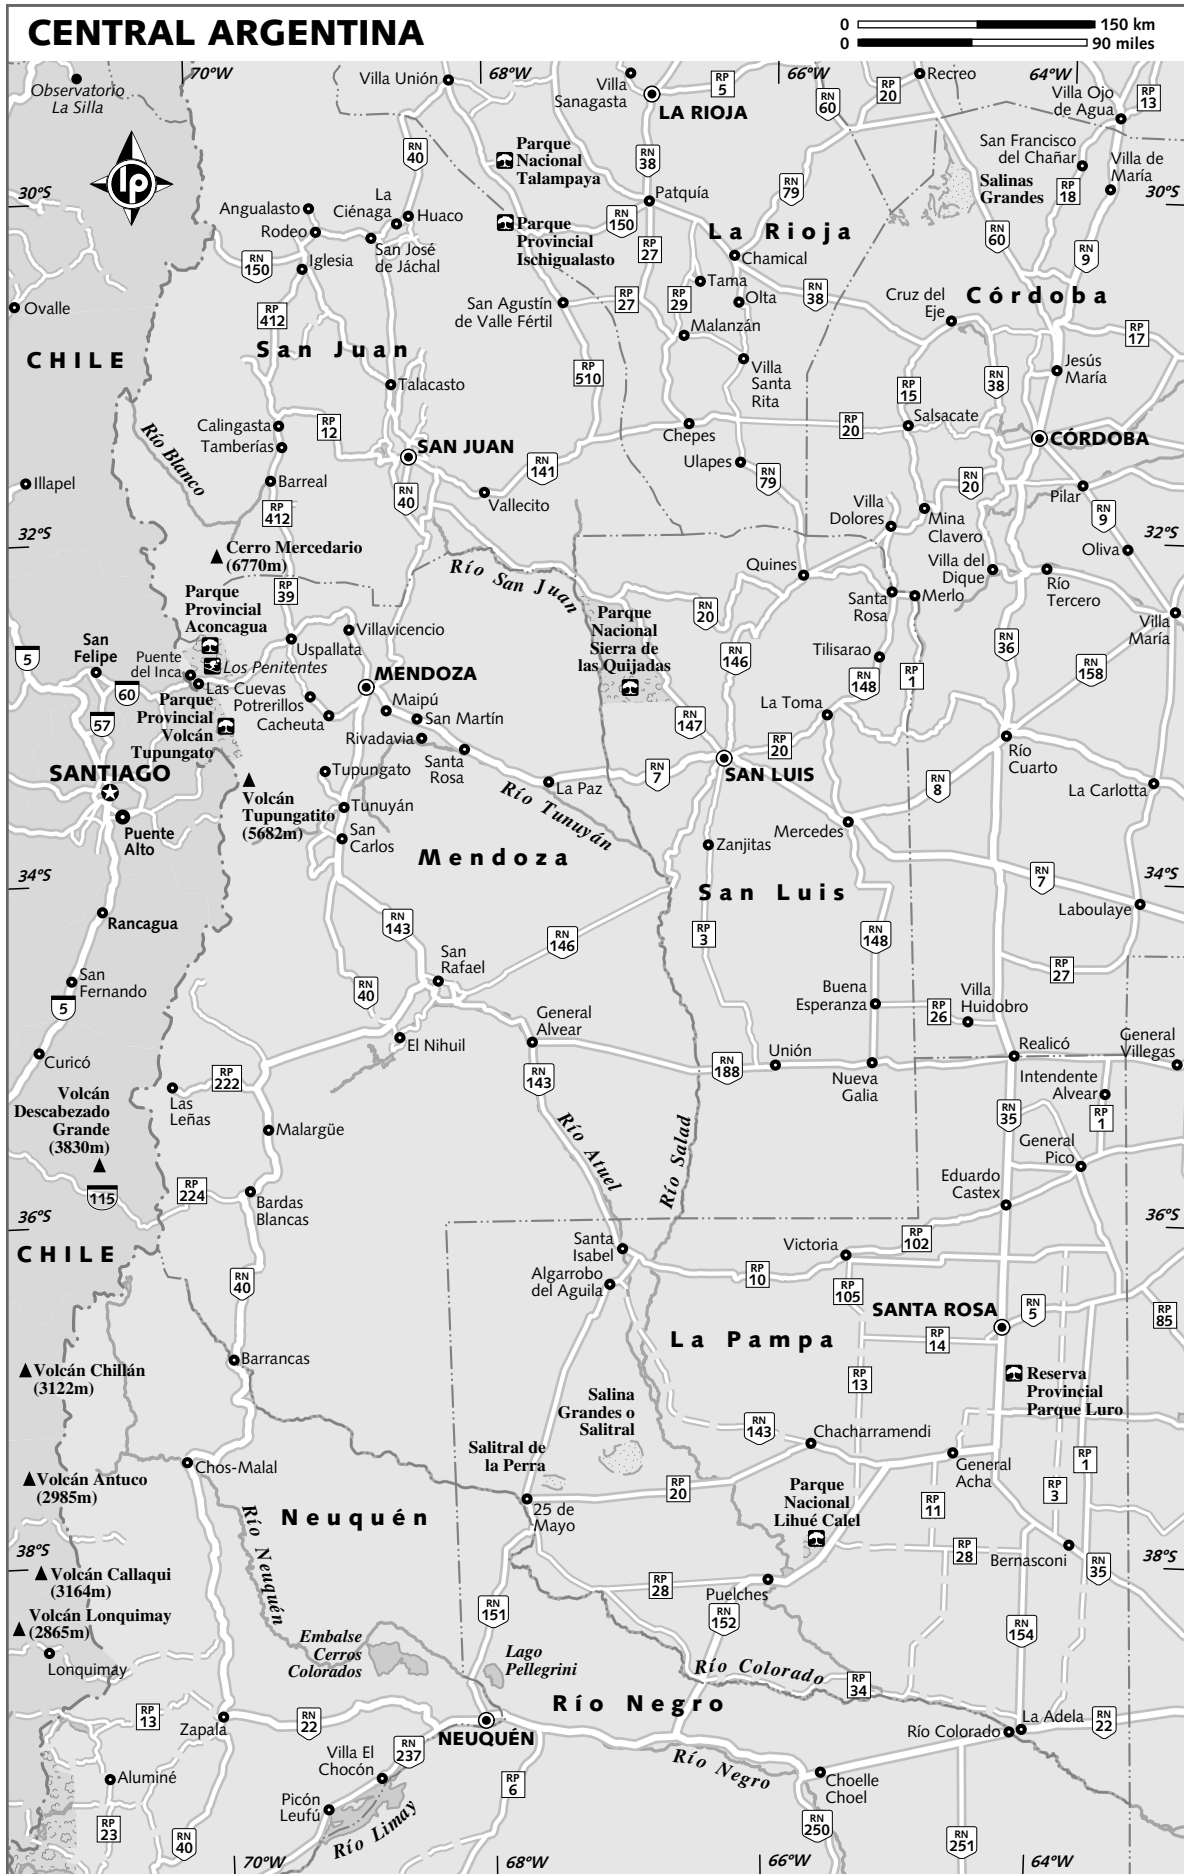 CENTRAL ARGENTINA
0
150 km
0
90 miles
70°W
68°W
66°W
64°W
Observatorio
La Silla
Villa Unión
Villa
Sanagasta
RP
5
LA RIOJA
RN
60
RP
20
Recreo
Villa Ojo
de Agua
RP
13
lp
RN
40
Parque
Nacional
Talampaya
RN
38
San Francisco
del Chañar
Villa de
María
30°S
30°S
La
Ciénaga
Huaco
Angualasto
Rodeo
San José
de Jáchal
Patquía
RN
79
Salinas
Grandes
RP
18
Parque
Provincial
Ischigualasto
RN
150
La Rioja
RN
60
RN
9
RN
150
Iglesia
RP
27
Chamical
Ovalle
RP
412
San Agustín
de Valle Fértil
RP
27
RP
29
Tama
Olta
RN
38
Cruz del
Eje
Córdoba
RP
17
CHILE
San Juan
Malanzán
Villa
Santa
Rita
RP
510
Talacasto
RP
15
RN
38
Jesús
María
Calingasta
Tamberías
RP
12
SAN JUAN
Chepes
RP
20
Salsacate
CÓRDOBA
Río Blanco
Illapel
Barreal
RP
412
RN
40
RN
141
Vallecito
Ulapes
RN
79
RN
20
Pilar
RN
9
Villa
Dolores
Mina
Clavero
Oliva
32°S
32°S
Cerro Mercedario
(6770m)
RP
39
Río San Juan
Quines
Villa del
Dique
Río
Tercero
Parque
Provincial
Aconcagua
Parque
Nacional
Sierra de
las Quijadas
RN
20
Santa
Rosa
Merlo
Villa
María
5
San
Felipe
Puente
del Inca
Los Penitentes
Uspallata
Villavicencio
RN
146
Tilisarao
RN
148
RP
1
RN
36
RN
158
60
57
Las Cuevas
Potrerillos
Cacheuta
MENDOZA
Maipú
San Martín
Parque
Provincial
Volcán
Tupungato
Rivadavia
Santa
Rosa
RN
147
La Toma
RP
20
Río
Cuarto
SANTIAGO
Puente
Alto
Volcán
Tupungatito
(5682m)
Tupungato
Tunuyán
San
Carlos
La Paz
RN
7
SAN LUIS
RN
8
La Carlotta
Río Tunuyán
Mercedes
Zanjitas
Mendoza
San Luis
34°S
34°S
RN
7
Laboulaye
Rancagua
RN
143
RN
146
RP
3
RN
148
RP
27
San
Fernando
5
San
Rafael
RN
40
Buena
Esperanza
Villa
Huidobro
RP
26
Curicó
El Nihuil
General
Alvear
RN
143
RN
188
Unión
Nueva
Galia
Realicó
General
Villegas
Volcán
Descabezado
Grande
(3830m)
Las
Leñas
RP
222
Malargüe
Intendente
Alvear
RP
1
RN
35
Río Atuel
Río Salad
General
Pico
115
RP
224
Bardas
Blancas
Eduardo
Castex
36°S
36°S
CHILE
Santa
Isabel
Algarrobo
del Aguila
RP
10
Victoria
RP
102
RP
105
RN
40
SANTA ROSA
RN
5
RP
85
La Pampa
RP
14
Volcán Chillán
(3122m)
Barrancas
RP
13
Reserva
Provincial
Parque Luro
Salina
Grandes o
Salitral
RN
143
Chacharramendi
Volcán Antuco
(2985m)
Chos-Malal
Salitral de
la Perra
General
Acha
RP
1
RP
20
Parque
Nacional
Lihué Calel
RP
11
RP
3
Neuquén
25 de
Mayo
Río Neuquén
38°S
38°S
Volcán Callaqui
(3164m)
Volcán Lonquimay
(2865m)
Lonquimay
RN
151
RP
28
Puelches
RP
28
Bernasconi
RN
35
RN
152
RN
154
Embalse
Cerros
Colorados
Lago
Pellegrini
Río Colorado
RP
34
Río Negro
RP
13
Zapala
RN
22
NEUQUÉN
Río Colorado
La Adela
RN
22
RN
237
Villa El
Chocón
Aluminé
Picón
Leufú
Río Limay
RP
6
Río Negro
Choelle
Choel
RP
23
RN
40
RN
250
RN
251
70°W
68°W
66°W
64°W